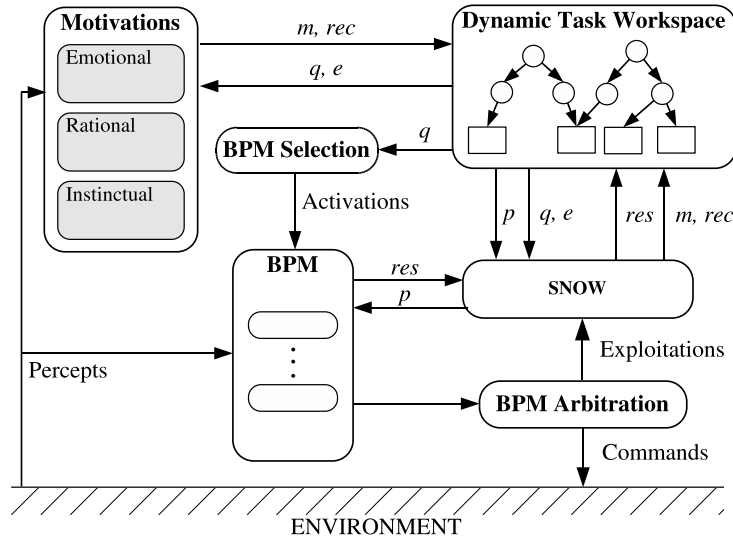 Motivations
Emotional
Rational
Instinctual
m, rec
q, e
Dynamic Task Workspace
BPM Selection
q
Activations
p
q, e
res
m, rec
BPM
res
p
SNOW
Percepts
Exploitations
BPM Arbitration
Commands
ENVIRONMENT